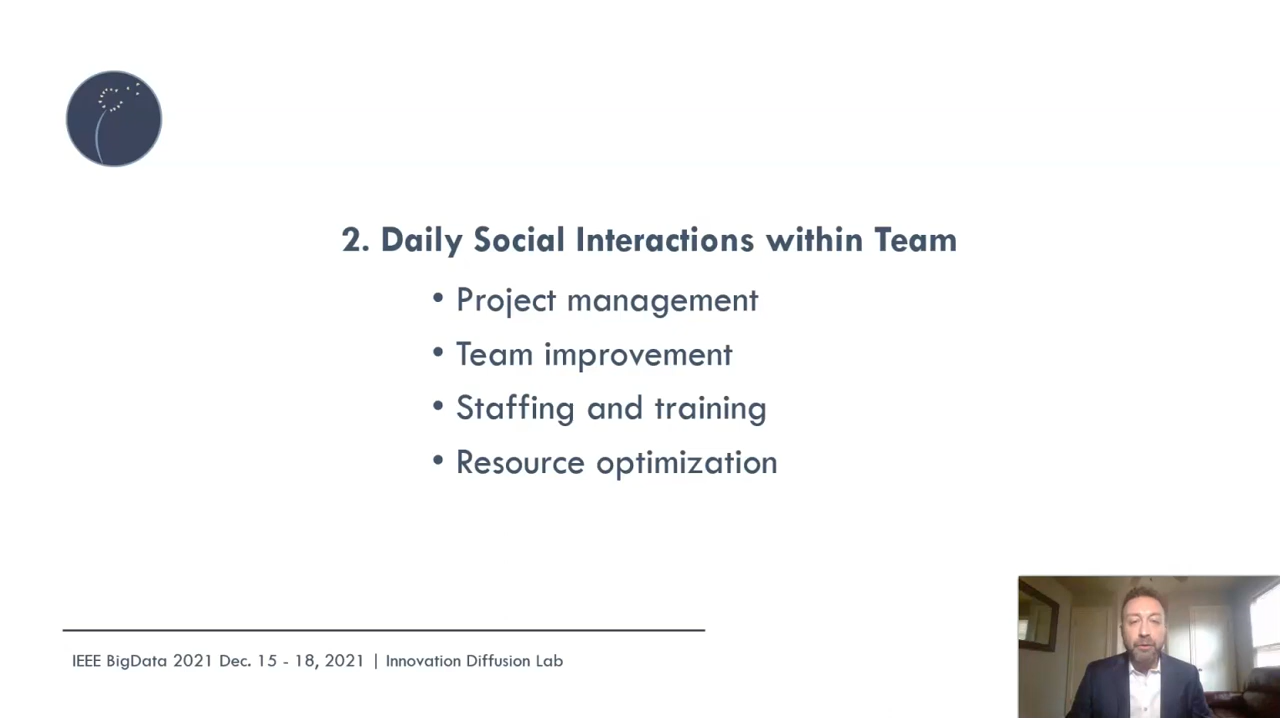 2. Daily Social Interactions within Team
• Project management
• Team improvement
• Staffing and training
• Resource optimization
IEEE BigData 2021 Dec. 15 - 18, 2021 | Innovation Diffusion Lab